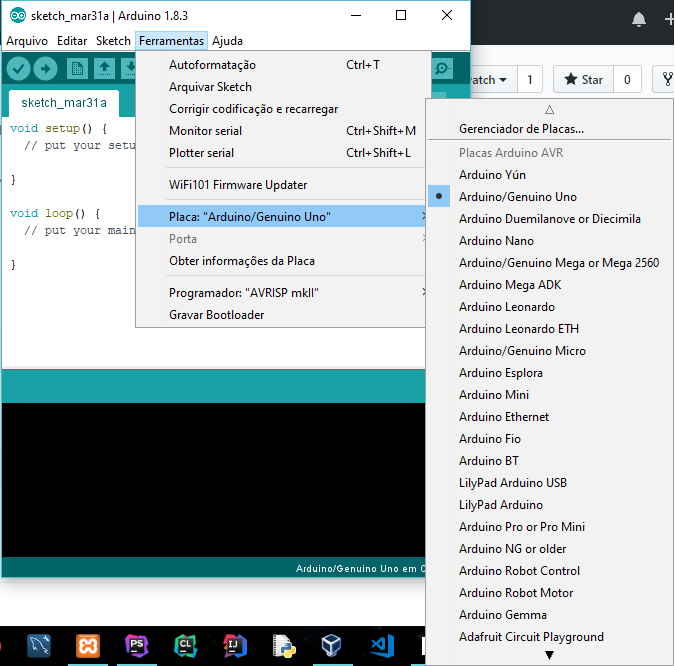 sketch_mar31a | Arduino 1.8.3
Arquivo Editar Sketch Ferramentas Ajuda
sketch_mar31a
void setup() {
// put your setu
}
void loop() {
// put your main
}
Autoformatação Ctrl+T
Arquivar Sketch
Corrigir codificação e recarregar
Monitor serial Ctrl+Shift+M
Plotter serial Ctrl+Shift+L
WiFi101 Firmware Updater
Placa: "Arduino/Genuino Uno"
Porta
Obter informações da Placa
Programador: "AVRISP mkII"
Gravar Bootloader
atch 1 Star 0
Gerenciador de Placas...
Placas Arduino AVR
Arduino Yún
Arduino/Genuino Uno
Arduino Duemilanove or Diecimila
Arduino Nano
Arduino/Genuino Mega or Mega 2560
Arduino Mega ADK
Arduino Leonardo
Arduino Leonardo ETH
Arduino/Genuino Micro
Arduino Esplora
Arduino Mini
Arduino Ethernet
Arduino Fio
Arduino BT
LilyPad Arduino USB
LilyPad Arduino
Arduino Pro or Pro Mini
Arduino NG or older
Arduino Robot Control
Arduino Robot Motor
Arduino Gemma
Adafruit Circuit Playground
Arduino/Genuino Uno em
PS CL IJ